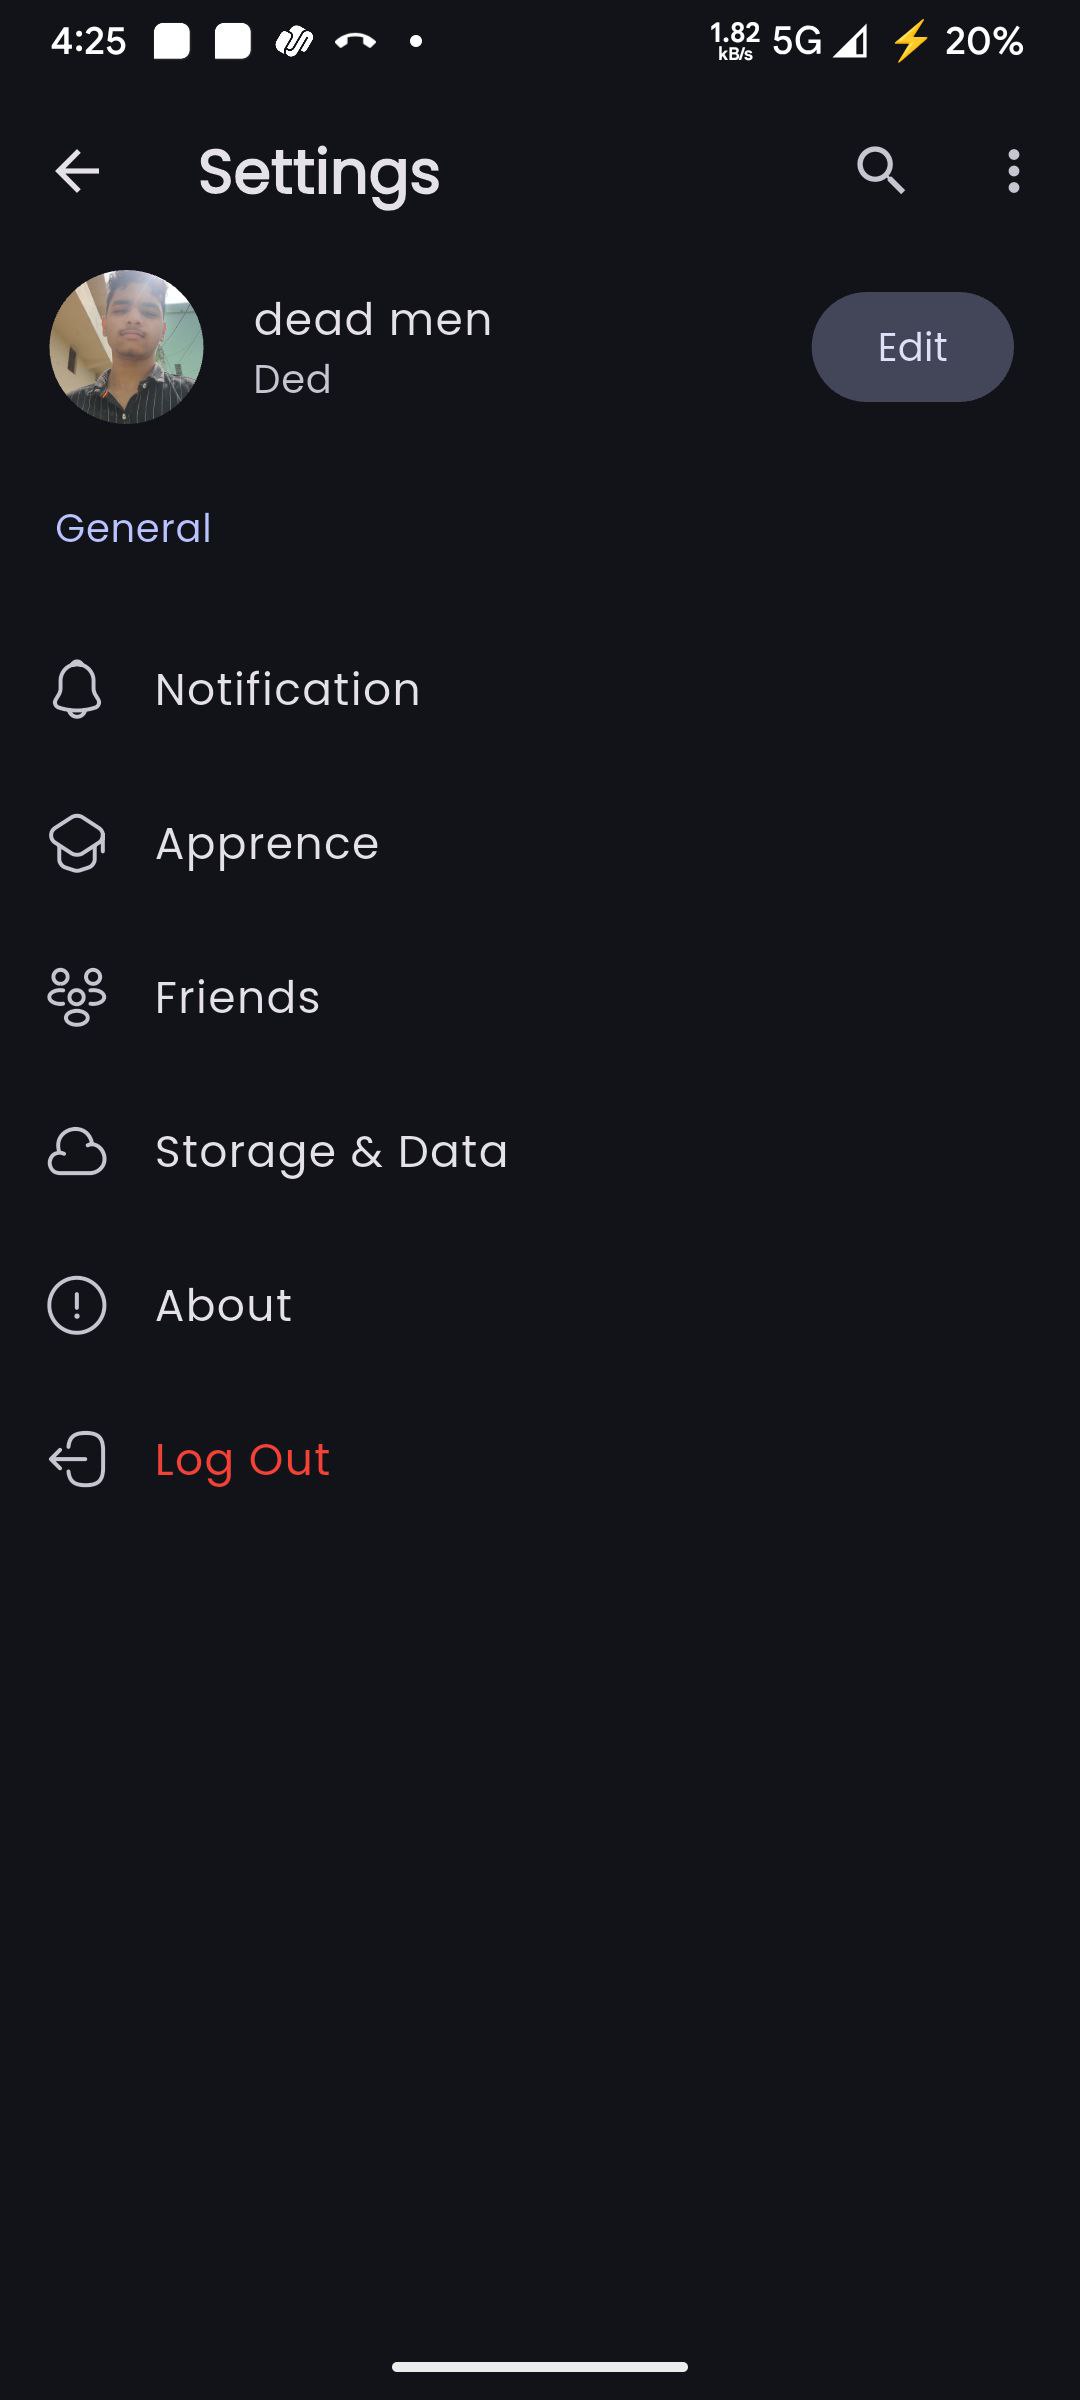 4:25 1.82 kB/s 5G 20%
Settings
dead men
Ded
Edit
General
Notification
Apprence
Friends
Storage & Data
About
Log Out